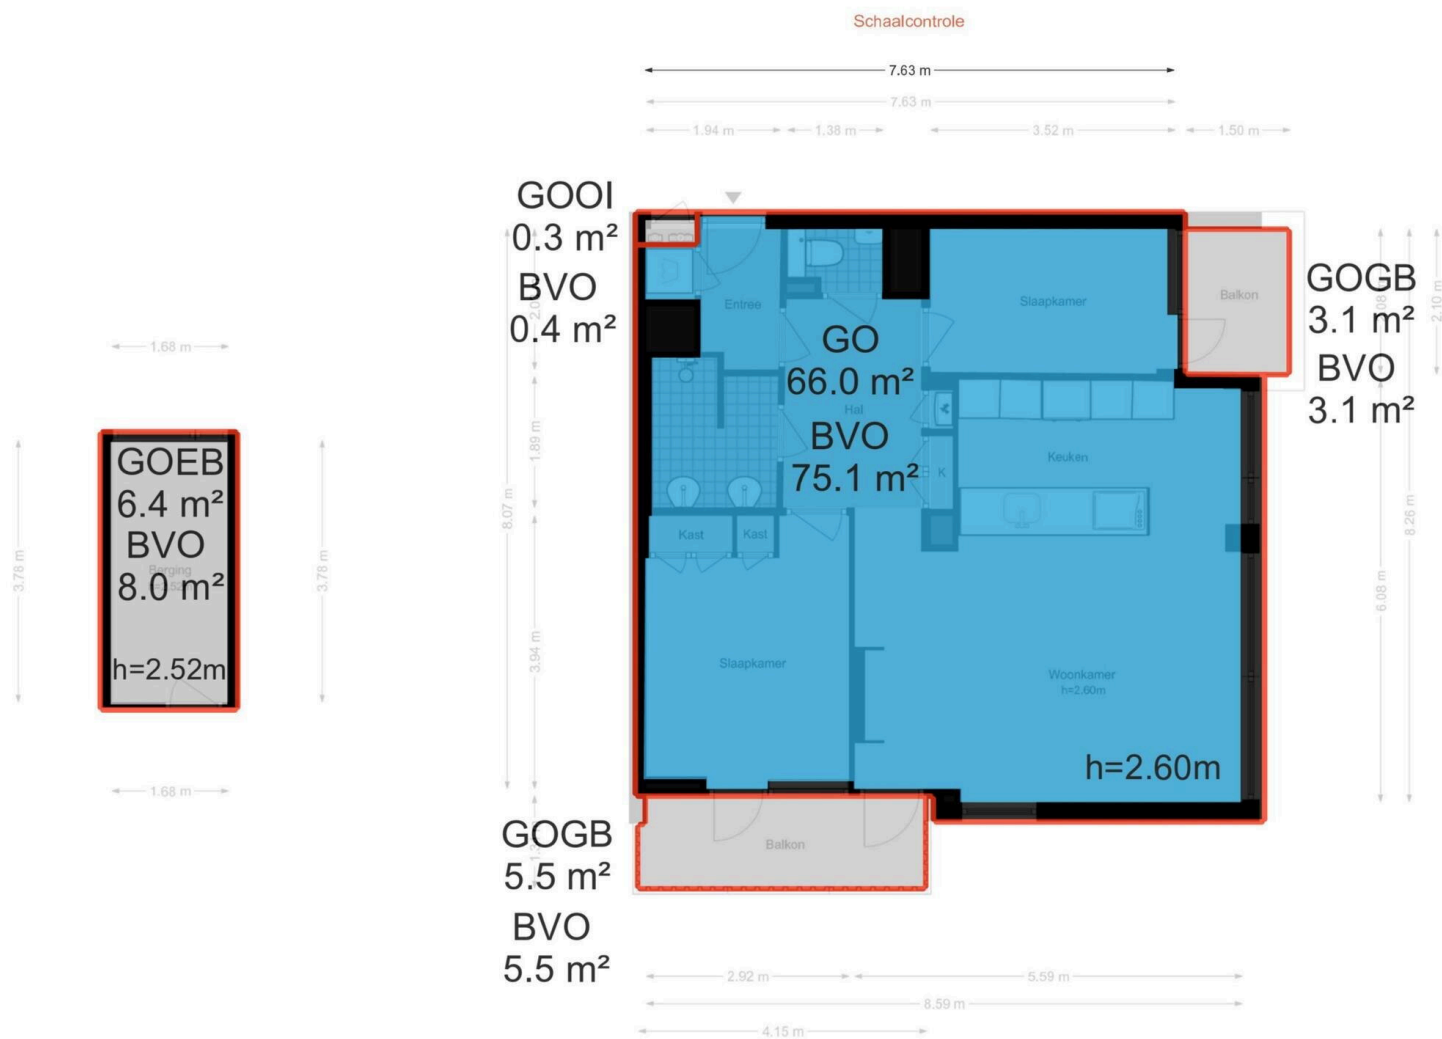 Schaalcontrole
7.63 m
7.63 m
1.94 m
1.38 m
3.52 m
1.50 m
GOOI
0.3 m²
BVO
0.4 m²
Entree
Slaapkamer
Balkon
GOGB
3.1 m²
BVO
3.1 m²
2.10 m
GO
66.0 m²
Hal
BVO
75.1 m²
1.68 m
GOEB
6.4 m²
BVO
8.0 m²
Berging
h=2.52m
3.78 m
3.78 m
1.68 m
1.89 m
8.07 m
3.94 m
Keuken
K
Kast
Kast
Slaapkamer
Woonkamer
h=2.60m
h=2.60m
8.26 m
6.08 m
GOGB
5.5 m²
Balkon
BVO
5.5 m²
2.92 m
5.59 m
8.59 m
4.15 m